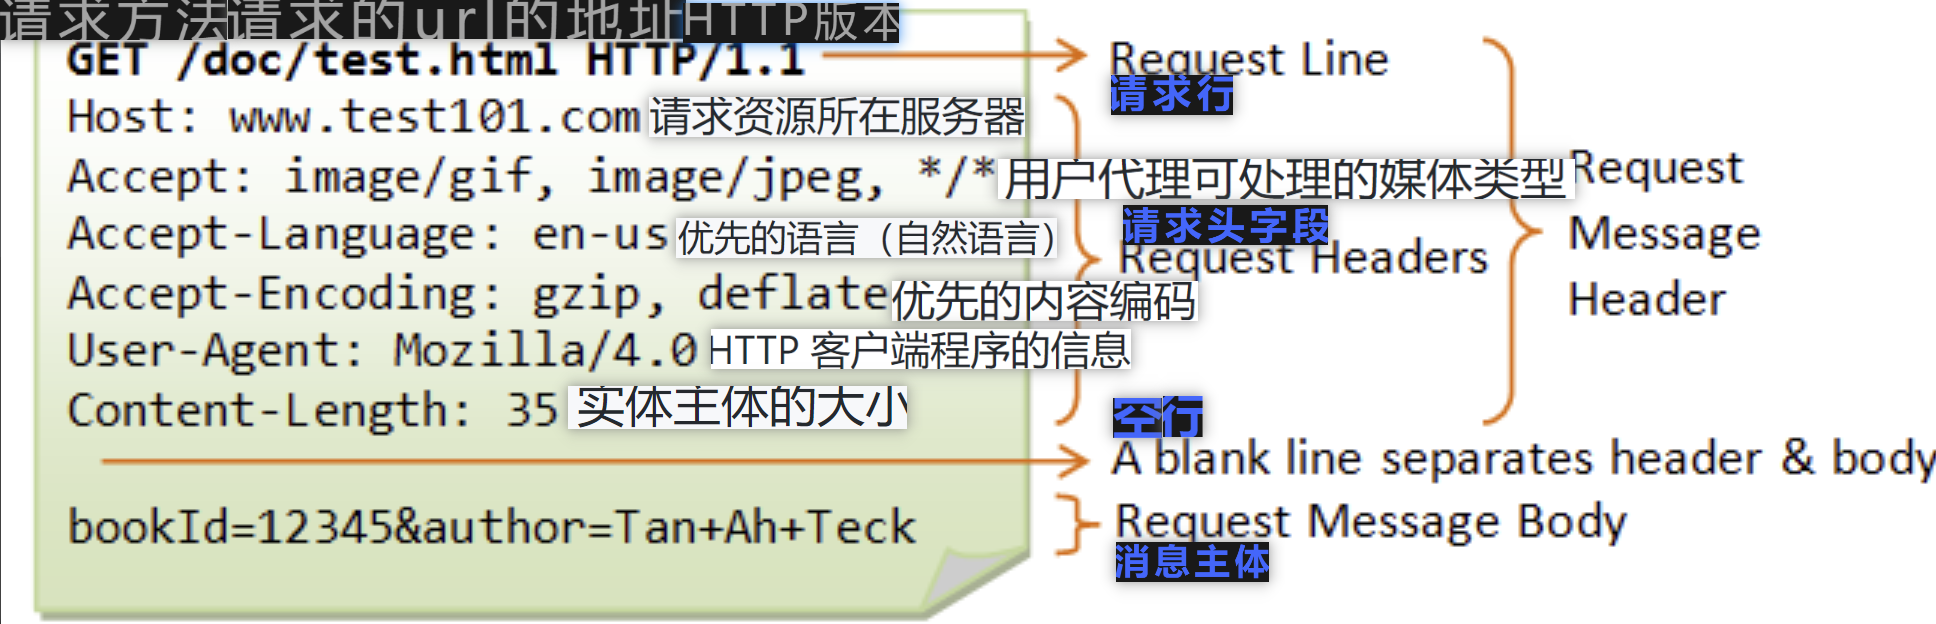 请求方法请求的url的地址HTTP版本
GET /doc/test.html HTTP/1.1
Request Line
请求行
Host: www.test101.com 请求资源所在服务器
Accept: image/gif, image/jpeg, */* 用户代理可处理的媒体类型
Accept-Language: en-us 优先的语言（自然语言）
请求头字段
Request Headers
Accept-Encoding: gzip, deflate 优先的内容编码
User-Agent: Mozilla/4.0 HTTP 客户端程序的信息
Content-Length: 35 实体主体的大小
Request
Message
Header
空行
A blank line separates header & body
bookId=12345&author=Tan+Ah+Teck
Request Message Body
消息主体